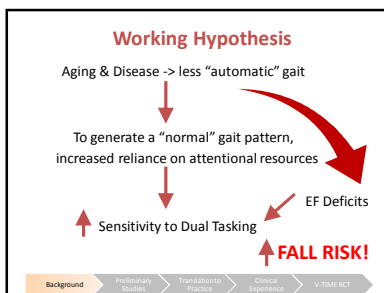 Working Hypothesis
Aging & Disease -> less “automatic” gait
To generate a “normal” gait pattern,
increased reliance on attentional resources
EF Deficits
Sensitivity to Dual Tasking
FALL RISK!
Background
Preliminary
Studies
Translation to
Practice
Clinical
Experience
V-TIME RCT